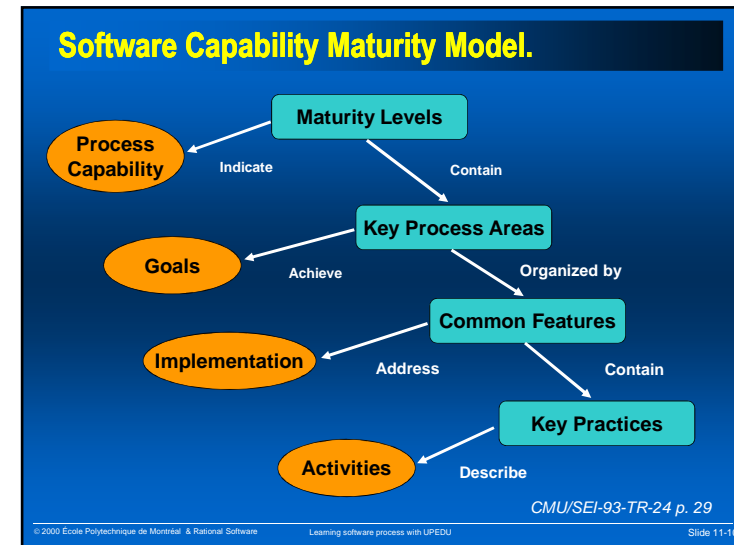 Software Capability Maturity Model.
Maturity Levels
Process
Capability
Indicate
Contain
Key Process Areas
Goals
Achieve
Organized by
Common Features
Implementation
Address
Contain
Key Practices
Activities
Describe
CMU/SEI-93-TR-24 p. 29
© 2000 École Polytechnique de Montréal & Rational Software
Learning software process with UPEDU